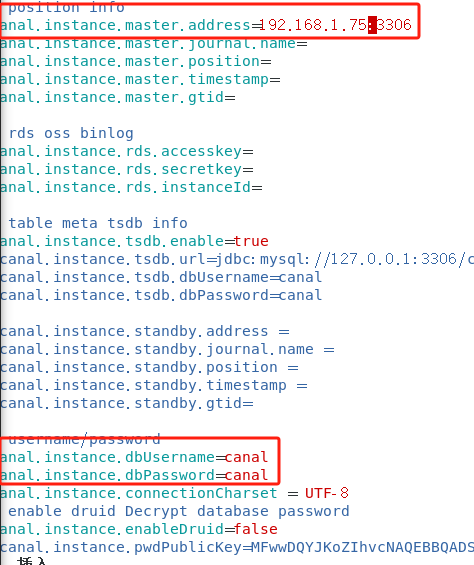 position info
anal.instance.master.address=192.168.1.75:3306
anal.instance.master.journal.name=
anal.instance.master.position=
anal.instance.master.timestamp=
anal.instance.master.gtid=
rds oss binlog
anal.instance.rds.accesskey=
anal.instance.rds.secretkey=
anal.instance.rds.instanceId=
table meta tsdb info
anal.instance.tsdb.enable=true
canal.instance.tsdb.url=jdbc:mysql://127.0.0.1:3306/c
canal.instance.tsdb.dbUsername=canal
canal.instance.tsdb.dbPassword=canal
canal.instance.standby.address =
canal.instance.standby.journal.name =
canal.instance.standby.position =
canal.instance.standby.timestamp =
canal.instance.standby.gtid=
username/password
anal.instance.dbUsername=canal
anal.instance.dbPassword=canal
anal.instance.connectionCharset = UTF-8
enable druid Decrypt database password
anal.instance.enableDruid=false
canal.instance.pwdPublicKey=MFwwDQYJKoZIhvcNAQEBBQADS
插入